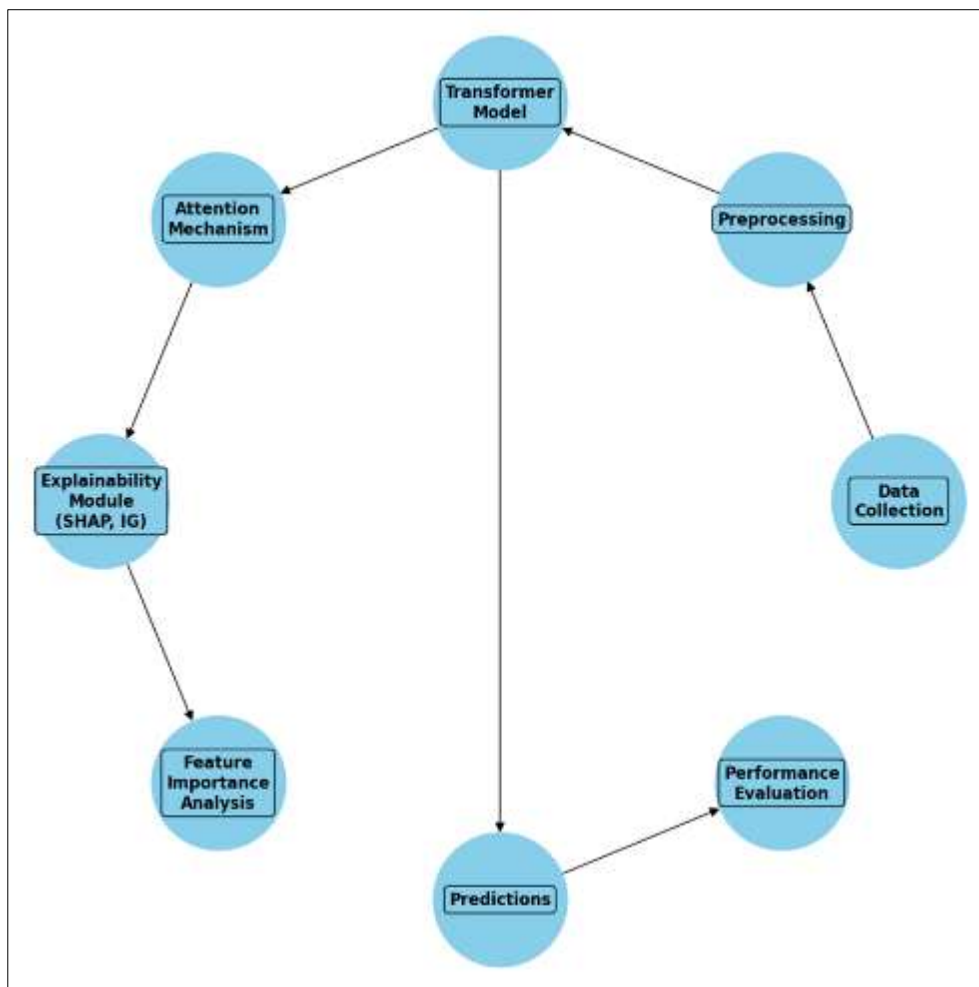 Transformer
Model
Attention
Mechanism
Preprocessing
Explainability
Module
(SHAP, IG)
Data
Collection
Feature
Importance
Analysis
Performance
Evaluation
Predictions